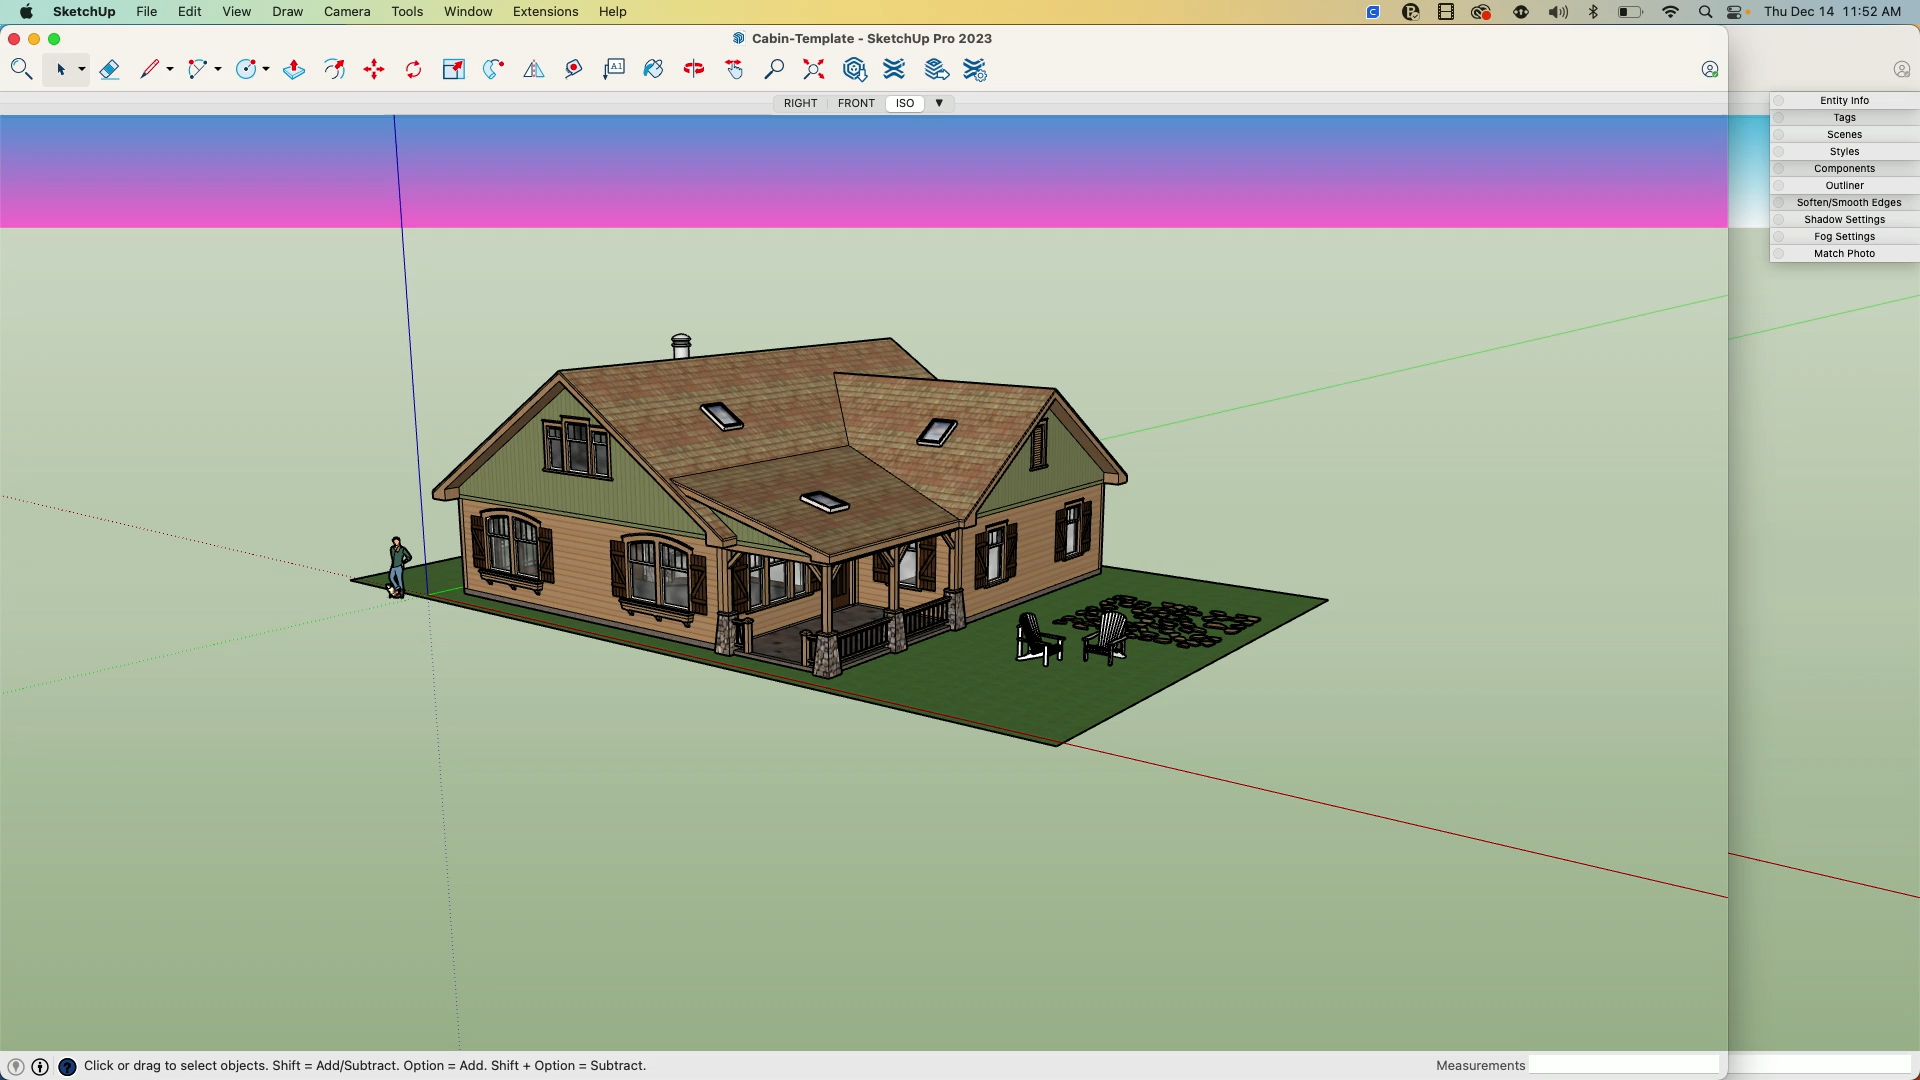 SketchUp File Edit View Draw Camera Tools Window Extensions Help
Thu Dec 14 11:52 AM
Cabin-Template - SketchUp Pro 2023
A1
RIGHT FRONT ISO
Entity Info
Tags
Scenes
Styles
Components
Outliner
Soften/Smooth Edges
Shadow Settings
Fog Settings
Match Photo
Click or drag to select objects. Shift = Add/Subtract. Option = Add. Shift + Option = Subtract.
Measurements